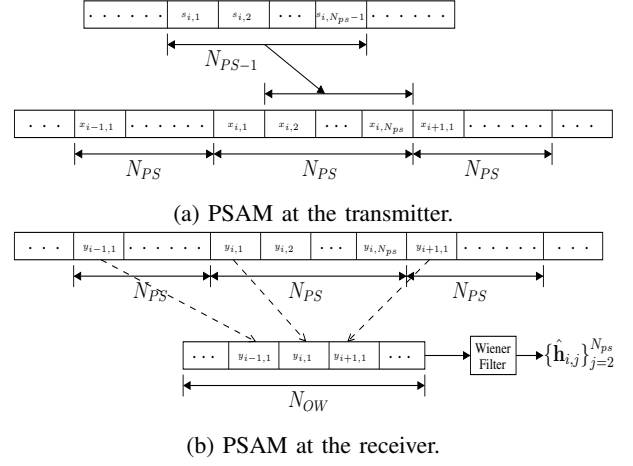 . . . . . . s_{i,1} s_{i,2} ... s_{i,N_{ps}-1} . . . . . .
N_{PS-1}
. . . x_{i-1,1} . . . . . . x_{i,1} x_{i,2} ... x_{i,N_{ps}} x_{i+1,1} . . . . . . . . .
N_{PS} N_{PS} N_{PS}
(a) PSAM at the transmitter.
. . . y_{i-1,1} . . . . . . y_{i,1} y_{i,2} ... y_{i,N_{ps}} y_{i+1,1} . . . . . . . . .
N_{PS} N_{PS} N_{PS}
. . . y_{i-1,1} y_{i,1} y_{i+1,1} . . . Wiener Filter {ĥ_{i,j}}_{j=2}^{N_{ps}}
N_{OW}
(b) PSAM at the receiver.